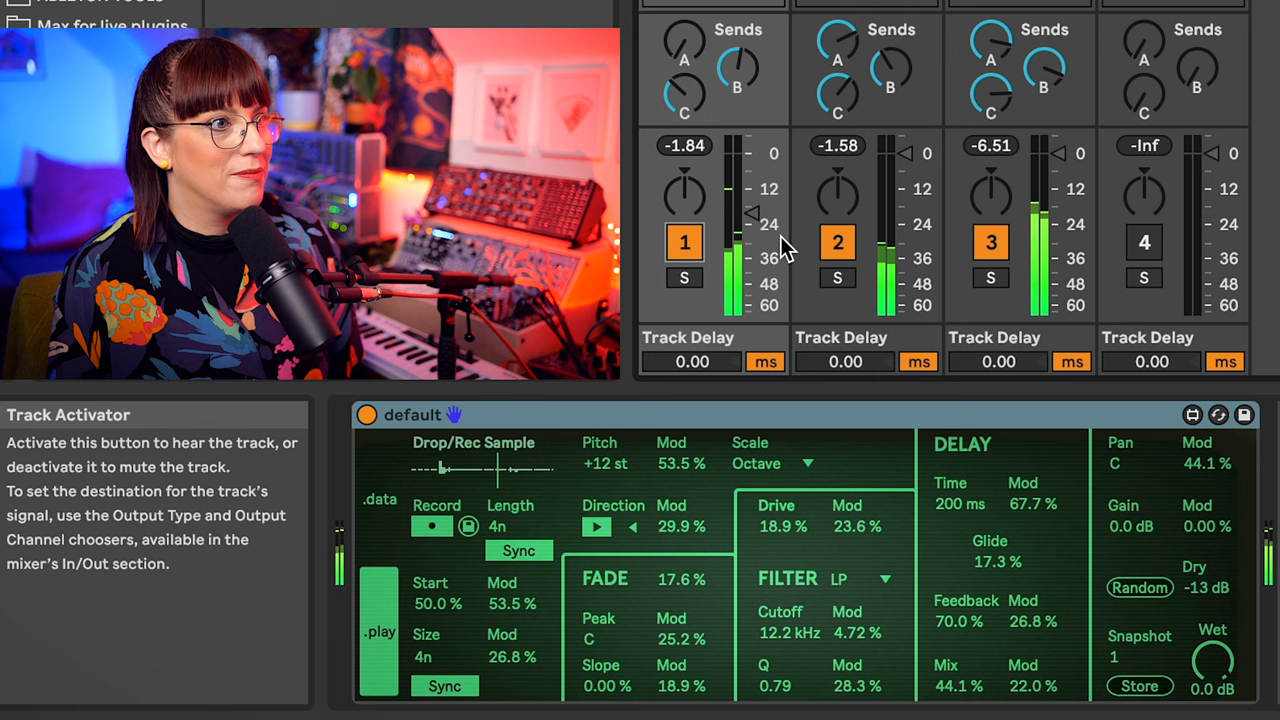 Max for live plugins
Sends
A
B
C
Sends
A
B
C
Sends
A
B
C
Sends
A
B
C
-1.84
0
12
24
36
48
60
1
S
-1.58
0
12
24
36
48
60
2
S
-6.51
0
12
24
36
48
60
3
S
-Inf
0
12
24
36
48
60
4
S
Track Delay
0.00 ms
Track Delay
0.00 ms
Track Delay
0.00 ms
Track Delay
0.00 ms
Track Activator
Activate this button to hear the track, or
deactivate it to mute the track.
To set the destination for the track's
signal, use the Output Type and Output
Channel choosers, available in the
mixer's In/Out section.
default
.data
.play
Drop/Rec Sample
Record
Length
4n
Sync
Start
Mod
50.0 %
53.5 %
Size
Mod
4n
26.8 %
Sync
Pitch
Mod
+12 st
53.5 %
Scale
Octave
Direction
Mod
29.9 %
FADE
17.6 %
Peak
Mod
C
25.2 %
Slope
Mod
0.00 %
18.9 %
Drive
Mod
18.9 %
23.6 %
FILTER
LP
Cutoff
Mod
12.2 kHz
4.72 %
Q
Mod
0.79
28.3 %
DELAY
Time
Mod
200 ms
67.7 %
Glide
17.3 %
Feedback
Mod
70.0 %
26.8 %
Mix
Mod
44.1 %
22.0 %
Pan
Mod
C
44.1 %
Gain
Mod
0.0 dB
0.00 %
Dry
Random
-13 dB
Snapshot
1
Wet
Store
0.0 dB